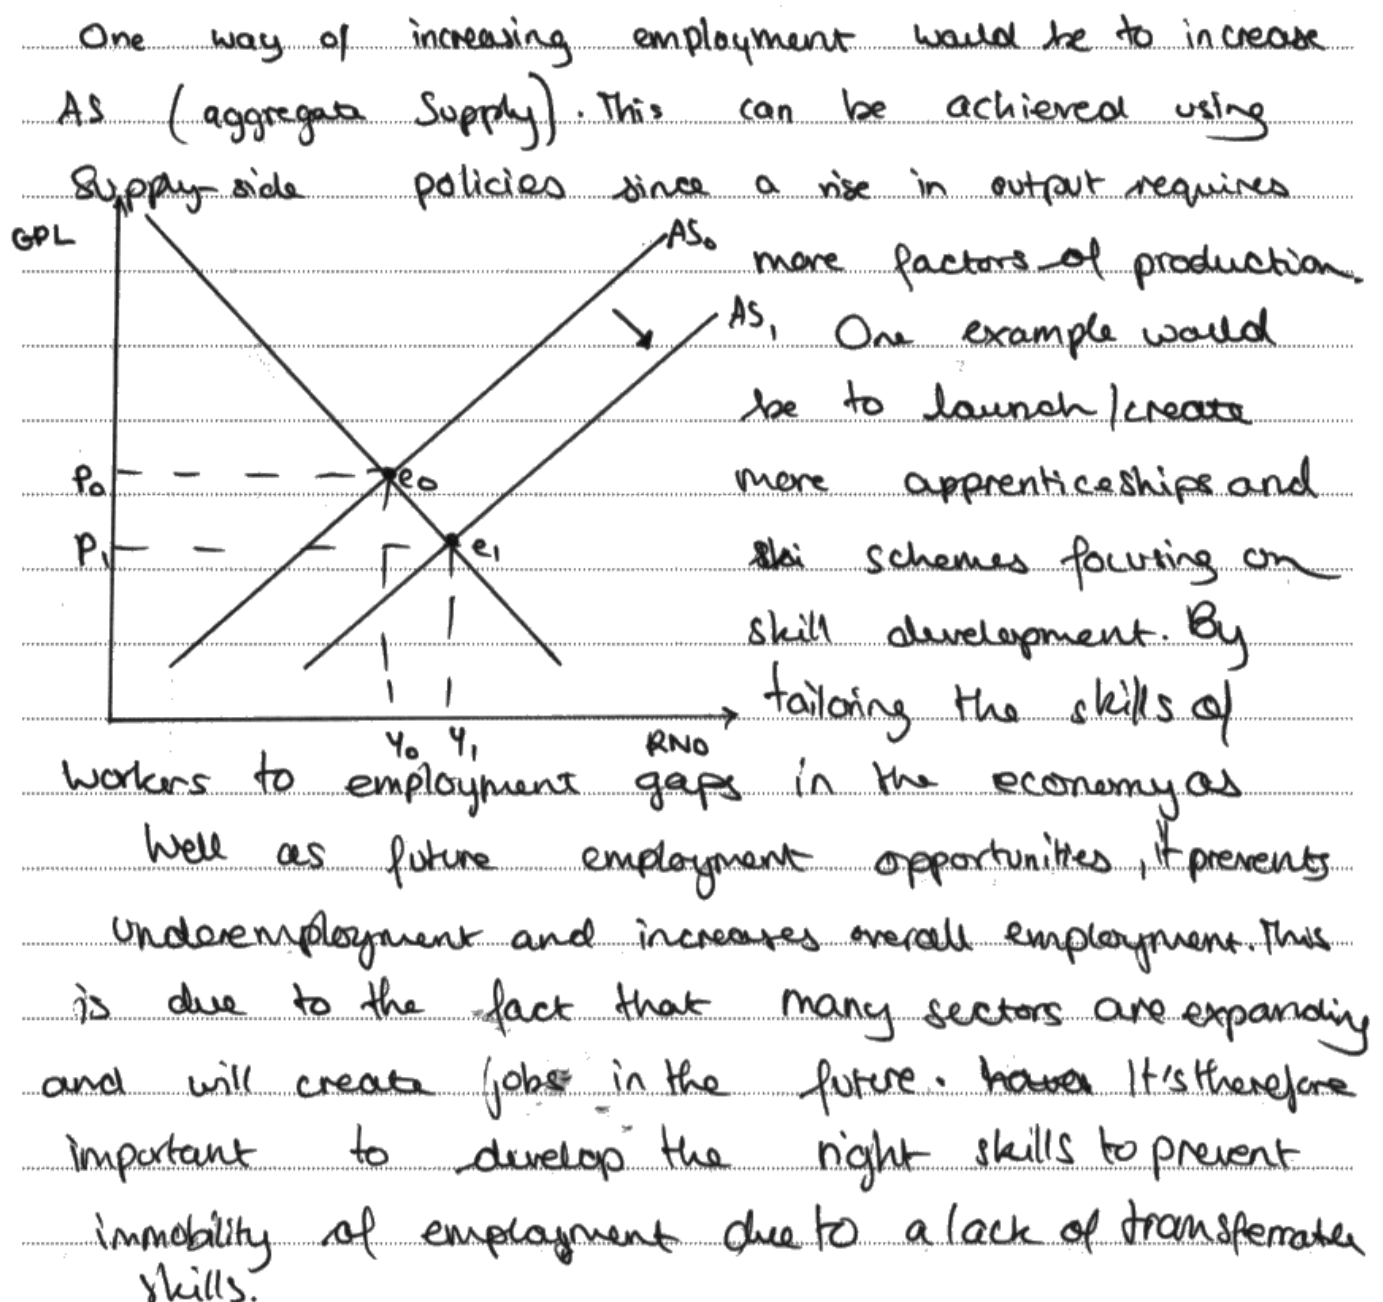 One way of increasing employment would be to increase
AS (aggregate Supply). This can be achieved using
Supply-side policies since a rise in output requires
GPL
AS₀
more factors of production.
AS₁
One example would
be to launch/create
P₀
e₀
more apprenticeships and
P₁
e₁
schemes focusing on
skill development. By
tailoring the skills of
Y₀ Y₁ RNO
workers to employment gaps in the economy as
Well as future employment opportunities, it prevents
underemployment and increases overall employment. This
is due to the fact that many sectors are expanding
and will create jobs in the future. It's therefore
important to develop the right skills to prevent
immobility of employment due to a lack of
skills.